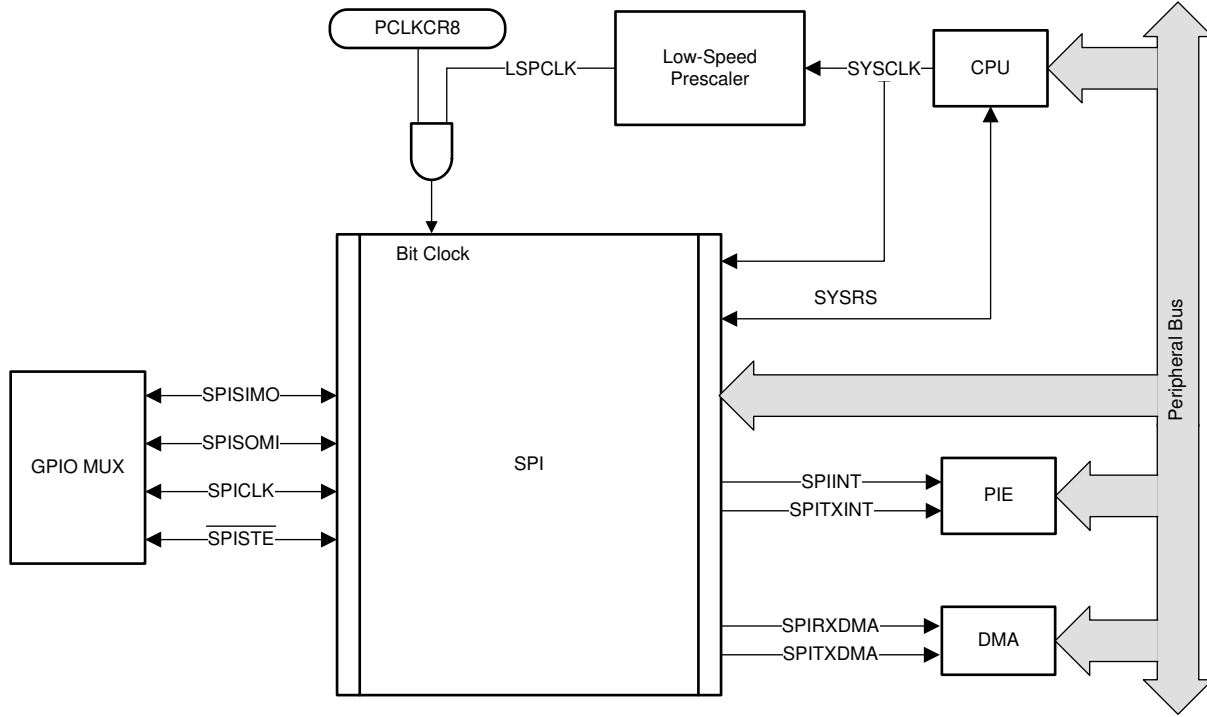 PCLKCR8
LSPCLK
Low-Speed
Prescaler
SYSCLK
CPU
Bit Clock
SYSRS
Peripheral Bus
GPIO MUX
SPISIMO
SPISOMI
SPICLK
SPISTE
SPI
SPIINT
SPITXINT
PIE
SPIRXDMA
SPITXDMA
DMA